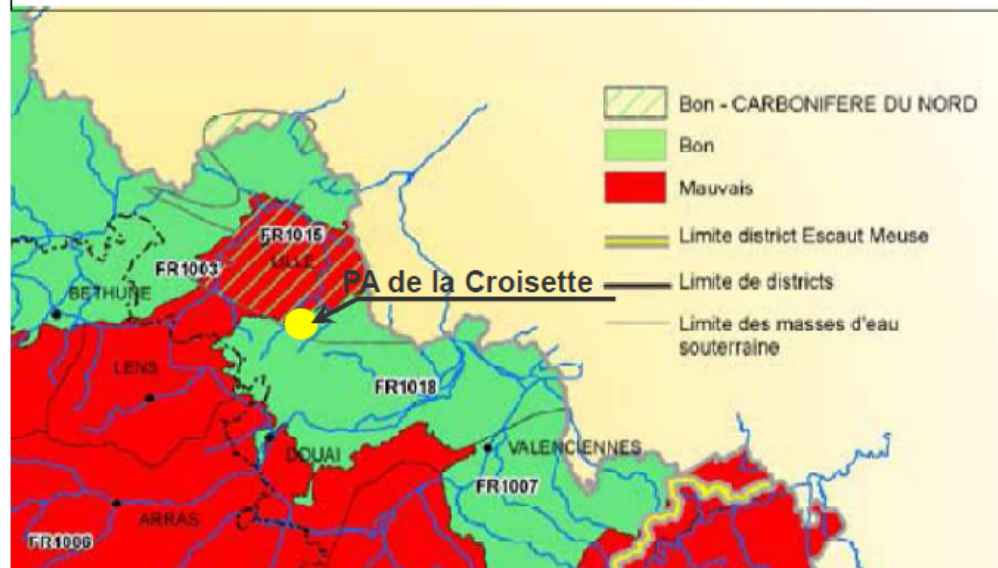 Bon - CARBONIFERE DU NORD
Bon
Mauvais
Limite district Escaut Meuse
Limite de districts
Limite des masses d'eau
souterraine
FR1015
LILLE
FR1003
PA de la Croisette
BETHUNE
LENS
FR1018
DOUAI
VALENCIENNES
FR1007
ARRAS
FR1006